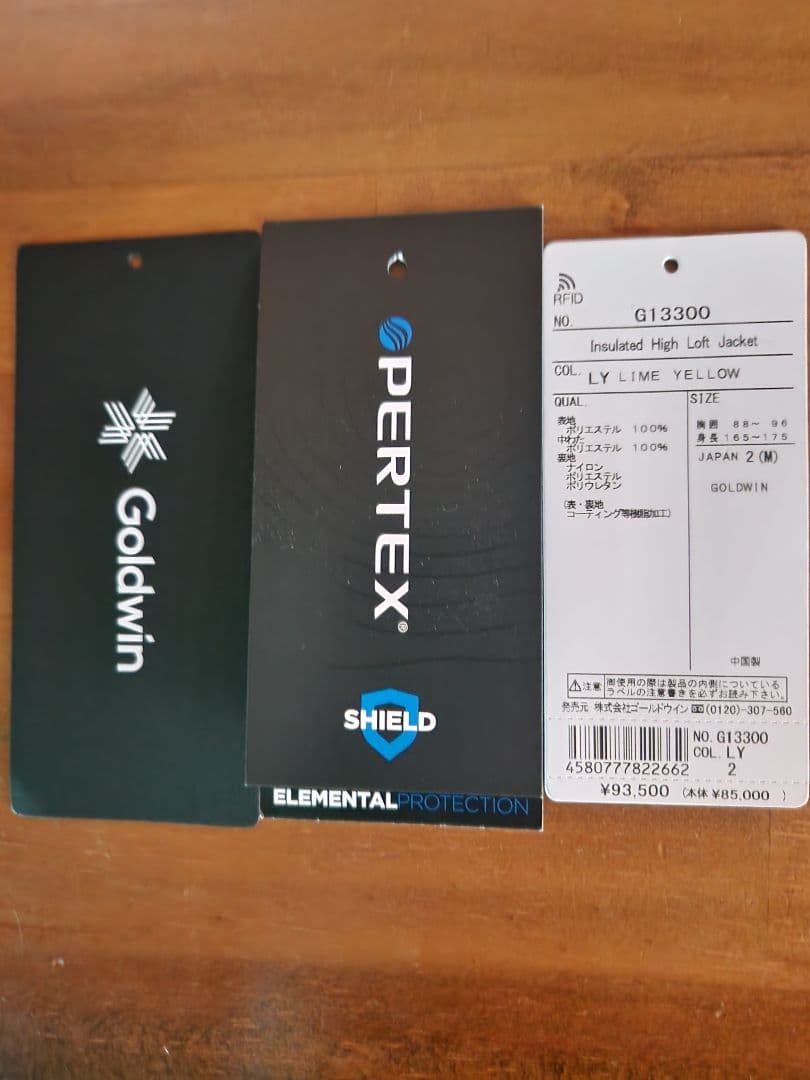 Goldwin
PERTEX®
SHIELD
ELEMENTAL PROTECTION
RFID
NO. G13300
Insulated High Loft Jacket
COL. LY LIME YELLOW
QUAL.
表地
ポリエステル 100%
中わた
ポリエステル 100%
裏地
ナイロン
ポリエステル
ポリウレタン
(表・裏地
コーティング等樹脂加工)
SIZE
胸囲 88~ 96
身長 165~175
JAPAN 2 (M)
GOLDWIN
中国製
注意 御使用の際は製品の内側についている
ラベルの注意書きを必ずお読み下さい。
発売元 株式会社ゴールドウイン (0120)-307-560
NO. G13300
COL. LY
4580777822662 2
¥93,500 (本体 ¥85,000 )